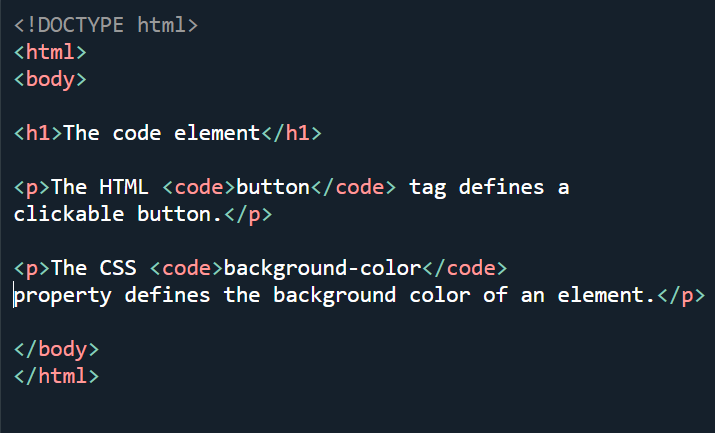 <!DOCTYPE html>
<html>
<body>
<h1>The code element</h1>
<p>The HTML <code>button</code> tag defines a
clickable button.</p>
<p>The CSS <code>background-color</code>
property defines the background color of an element.</p>
</body>
</html>